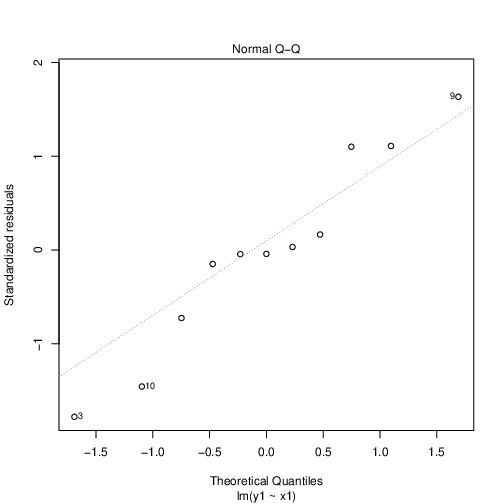 Normal Q−Q
2
1
0
−1
Standardized residuals
9
10
3
−1.5 −1.0 −0.5 0.0 0.5 1.0 1.5
Theoretical Quantiles
lm(y1 ~ x1)